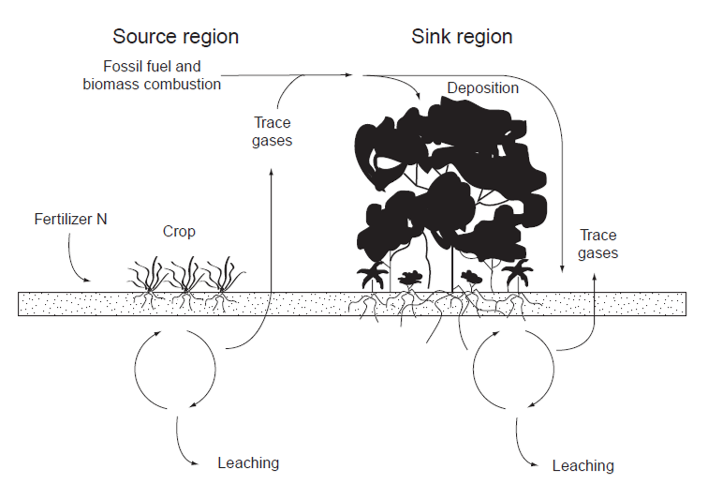 Source region
Sink region
Fossil fuel and
biomass combustion
Deposition
Trace
gases
Fertilizer N
Crop
Trace
gases
Leaching
Leaching